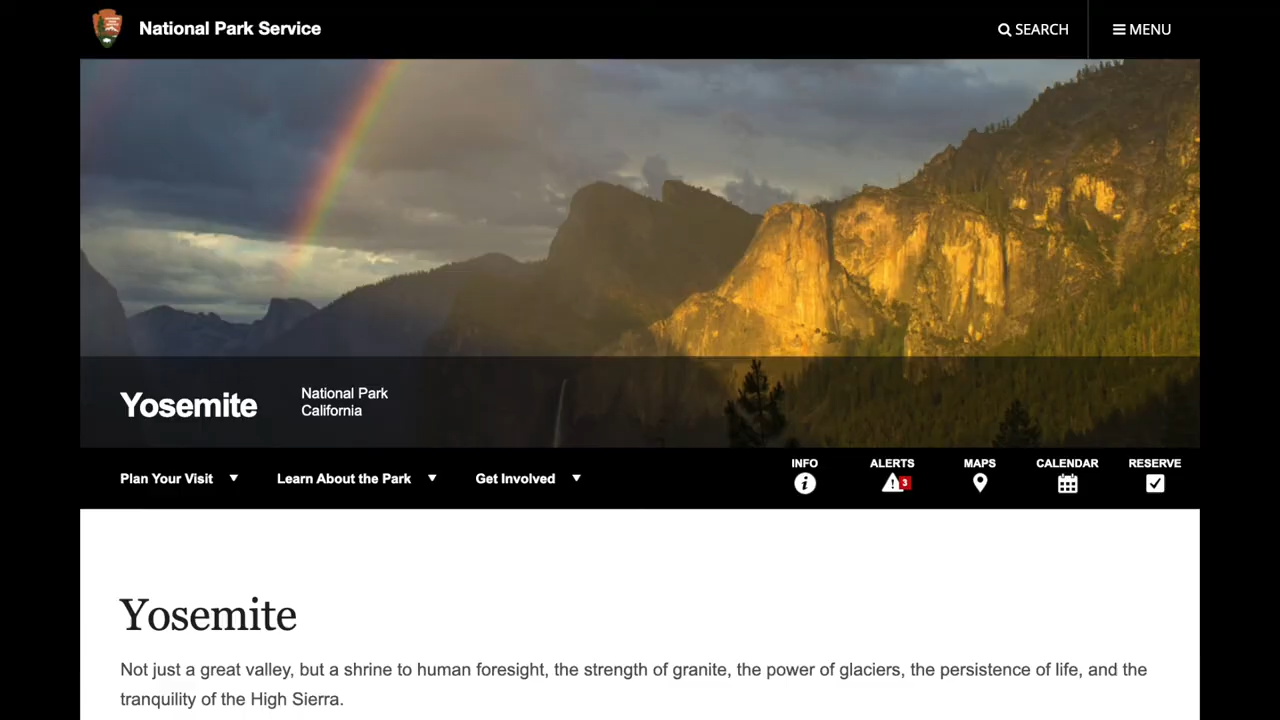 National Park Service
SEARCH
MENU
Yosemite
National Park
California
Plan Your Visit
Learn About the Park
Get Involved
INFO
ALERTS
3
MAPS
CALENDAR
RESERVE
Yosemite
Not just a great valley, but a shrine to human foresight, the strength of granite, the power of glaciers, the persistence of life, and the
tranquility of the High Sierra.